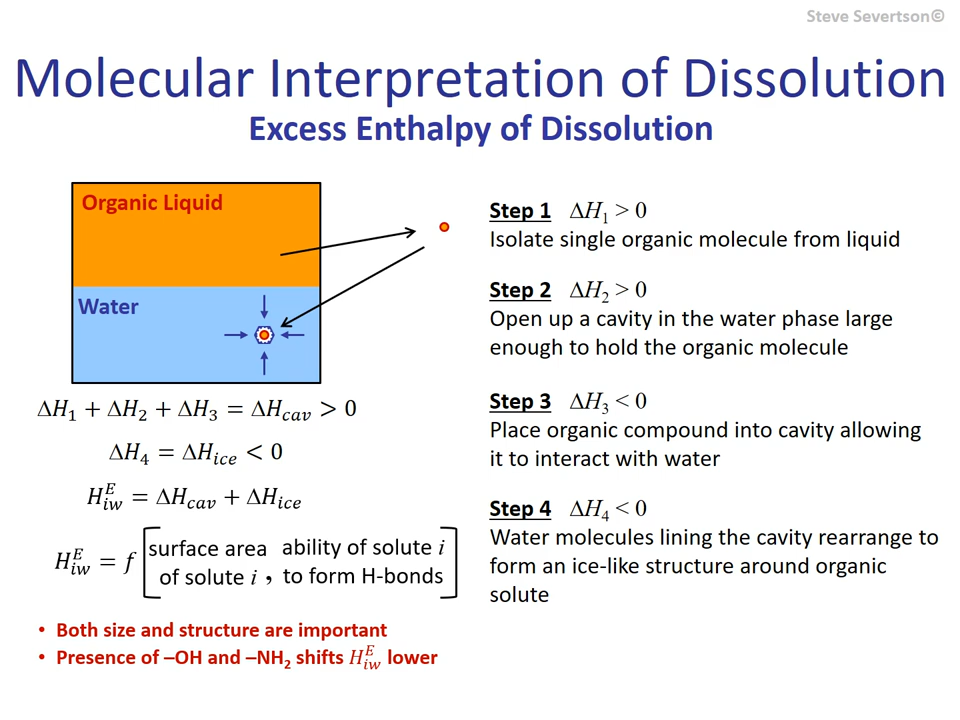 Steve Severtson©
Molecular Interpretation of Dissolution
Excess Enthalpy of Dissolution
Organic Liquid
Water
ΔH₁ + ΔH₂ + ΔH₃ = ΔH_cav > 0
ΔH₄ = ΔH_ice < 0
H_iw^E = ΔH_cav + ΔH_ice
H_iw^E = f [surface area of solute i , ability of solute i to form H-bonds]
• Both size and structure are important
• Presence of –OH and –NH₂ shifts H_iw^E lower
Step 1 ΔH₁ > 0
Isolate single organic molecule from liquid
Step 2 ΔH₂ > 0
Open up a cavity in the water phase large
enough to hold the organic molecule
Step 3 ΔH₃ < 0
Place organic compound into cavity allowing
it to interact with water
Step 4 ΔH₄ < 0
Water molecules lining the cavity rearrange to
form an ice-like structure around organic
solute